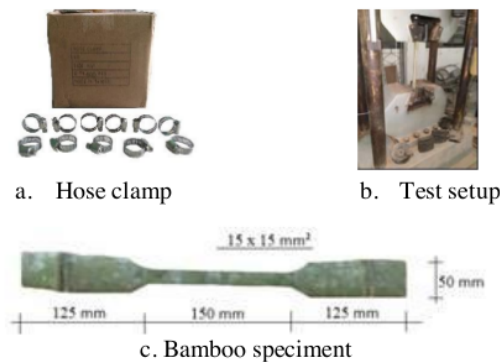 a. Hose clamp
b. Test setup
15 x 15 mm²
50 mm
125 mm 150 mm 125 mm
c. Bamboo speciment